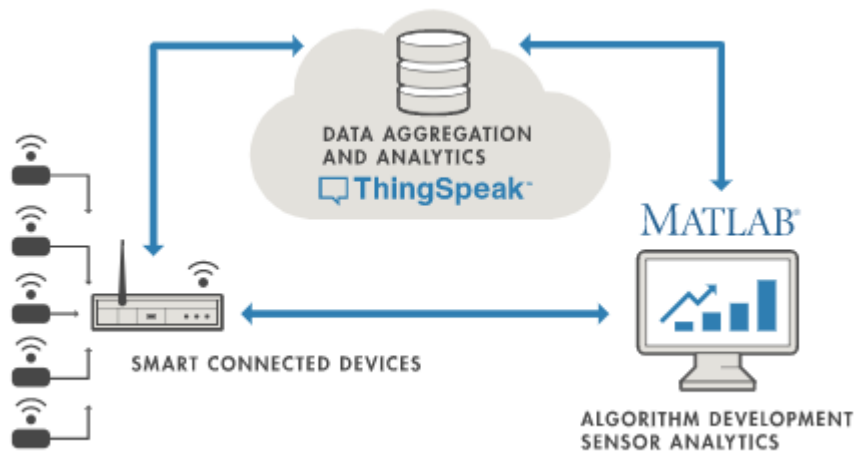 DATA AGGREGATION
AND ANALYTICS
ThingSpeak™
MATLAB®
SMART CONNECTED DEVICES
ALGORITHM DEVELOPMENT
SENSOR ANALYTICS